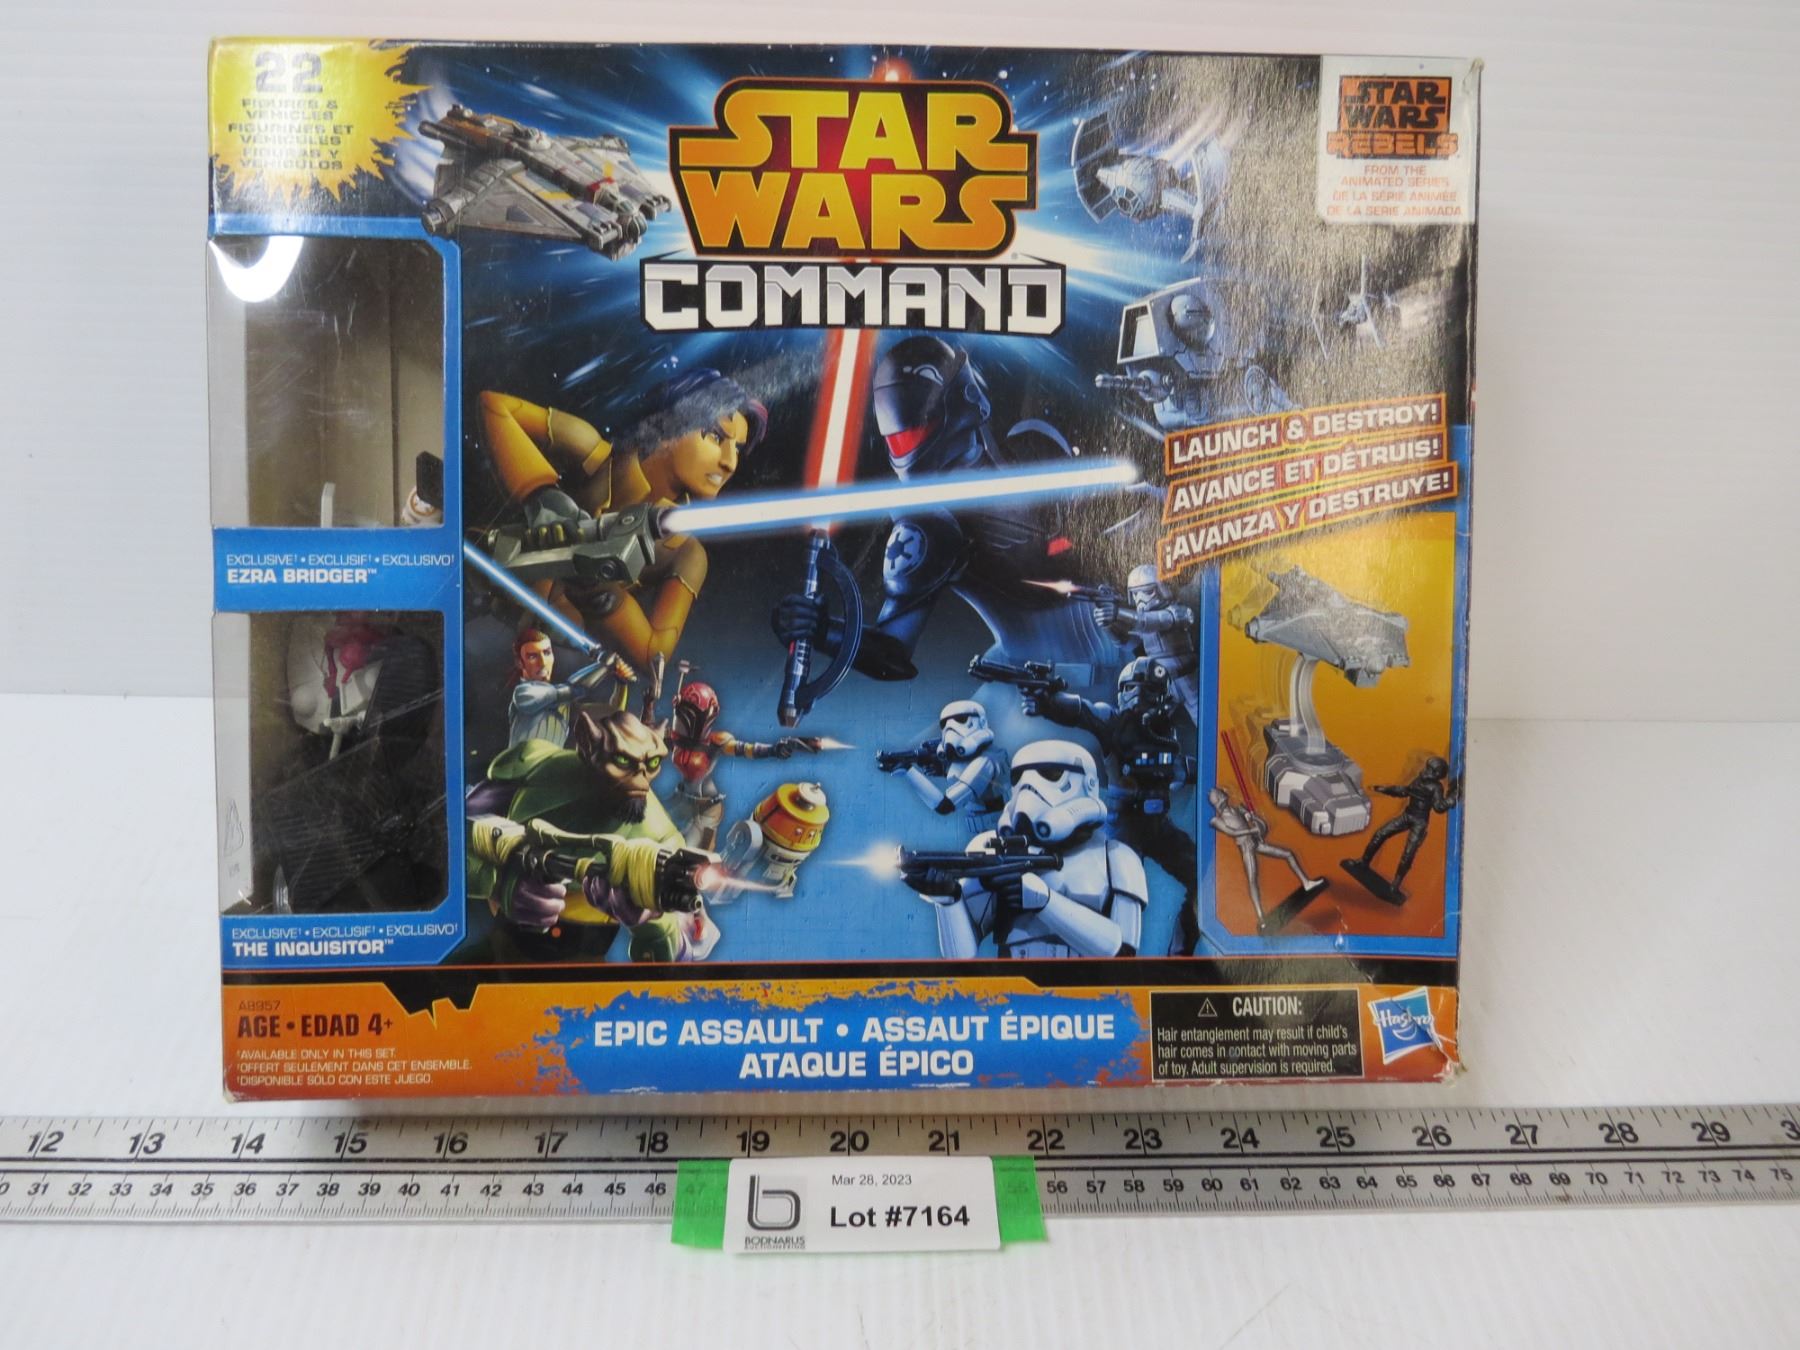 22
FIGURES &
VEHICLES
FIGURINES ET
VÉHICULES
FIGURAS Y
VEHÍCULOS
STAR
WARS
COMMAND
STAR
WARS
REBELS
FROM THE
ANIMATED SERIES
DE LA SÉRIE ANIMÉE
DE LA SERIE ANIMADA
LAUNCH & DESTROY!
AVANCE ET DÉTRUIS!
¡AVANZA Y DESTRUYE!
EXCLUSIVE† • EXCLUSIF† • EXCLUSIVO†
EZRA BRIDGER™
EXCLUSIVE† • EXCLUSIF† • EXCLUSIVO†
THE INQUISITOR™
A8957
AGE • EDAD 4+
†AVAILABLE ONLY IN THIS SET.
†OFFERT SEULEMENT DANS CET ENSEMBLE.
†DISPONIBLE SÓLO CON ESTE JUEGO.
EPIC ASSAULT • ASSAUT ÉPIQUE
ATAQUE ÉPICO
CAUTION:
Hair entanglement may result if child's
hair comes in contact with moving parts
of toy. Adult supervision is required.
Hasbro
12 13 14 15 16 17 18 19 20 21 22 23 24 25 26 27 28 29
31 32 33 34 35 36 37 38 39 40 41 42 43 44 45 46 47 55 56 57 58 59 60 61 62 63 64 65 66 67 68 69 70 71 72 73 74 75
Mar 28, 2023
Lot #7164
b
BODNARUS
AUCTIONEERING